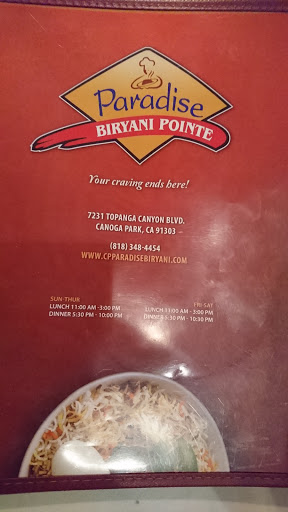 Paradise
BIRYANI POINTE
Your craving ends here!
7231 TOPANGA CANYON BLVD.
CANOGA PARK, CA 91303
(818) 348-4454
WWW.CPPARADISEBIRYANI.COM
SUN-THUR
LUNCH 11:00 AM -3:00 PM
DINNER 5:30 PM - 10:00 PM
FRI-SAT
LUNCH 11:00 AM - 3:00 PM
DINNER 5:30 PM - 10:30 PM